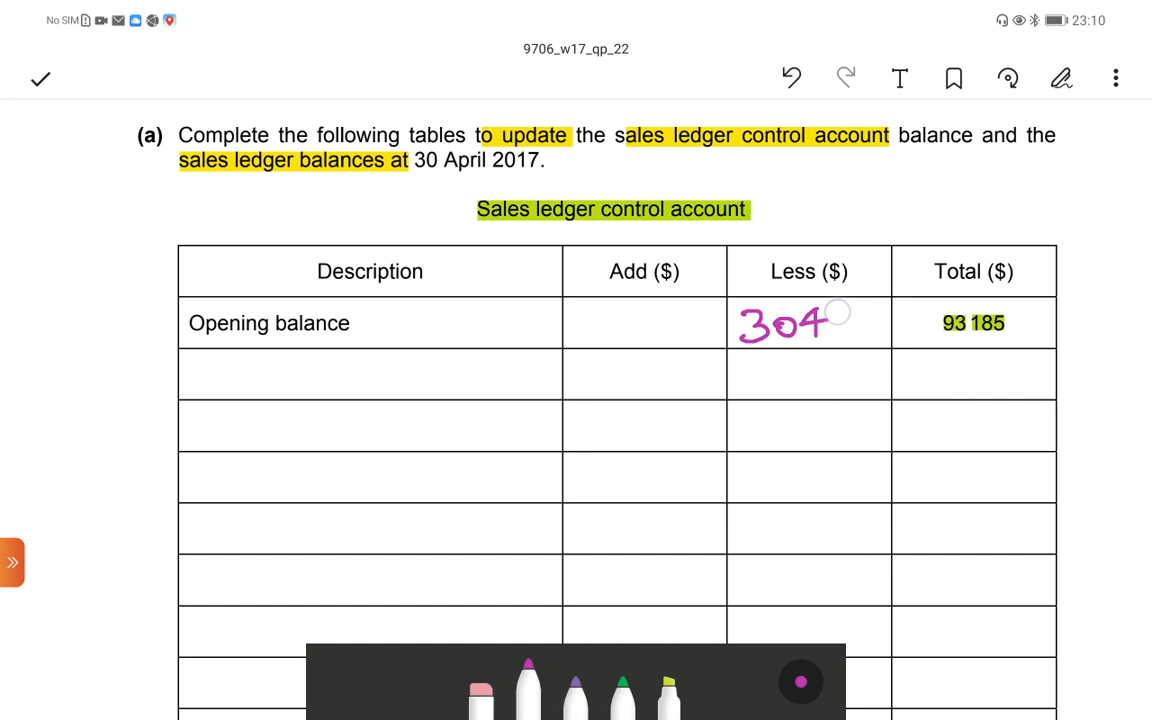 No SIM 23:10
9706_w17_qp_22
(a) Complete the following tables to update the sales ledger control account balance and the
sales ledger balances at 30 April 2017.
Sales ledger control account
Description Add ($) Less ($) Total ($)
Opening balance 304 93 185